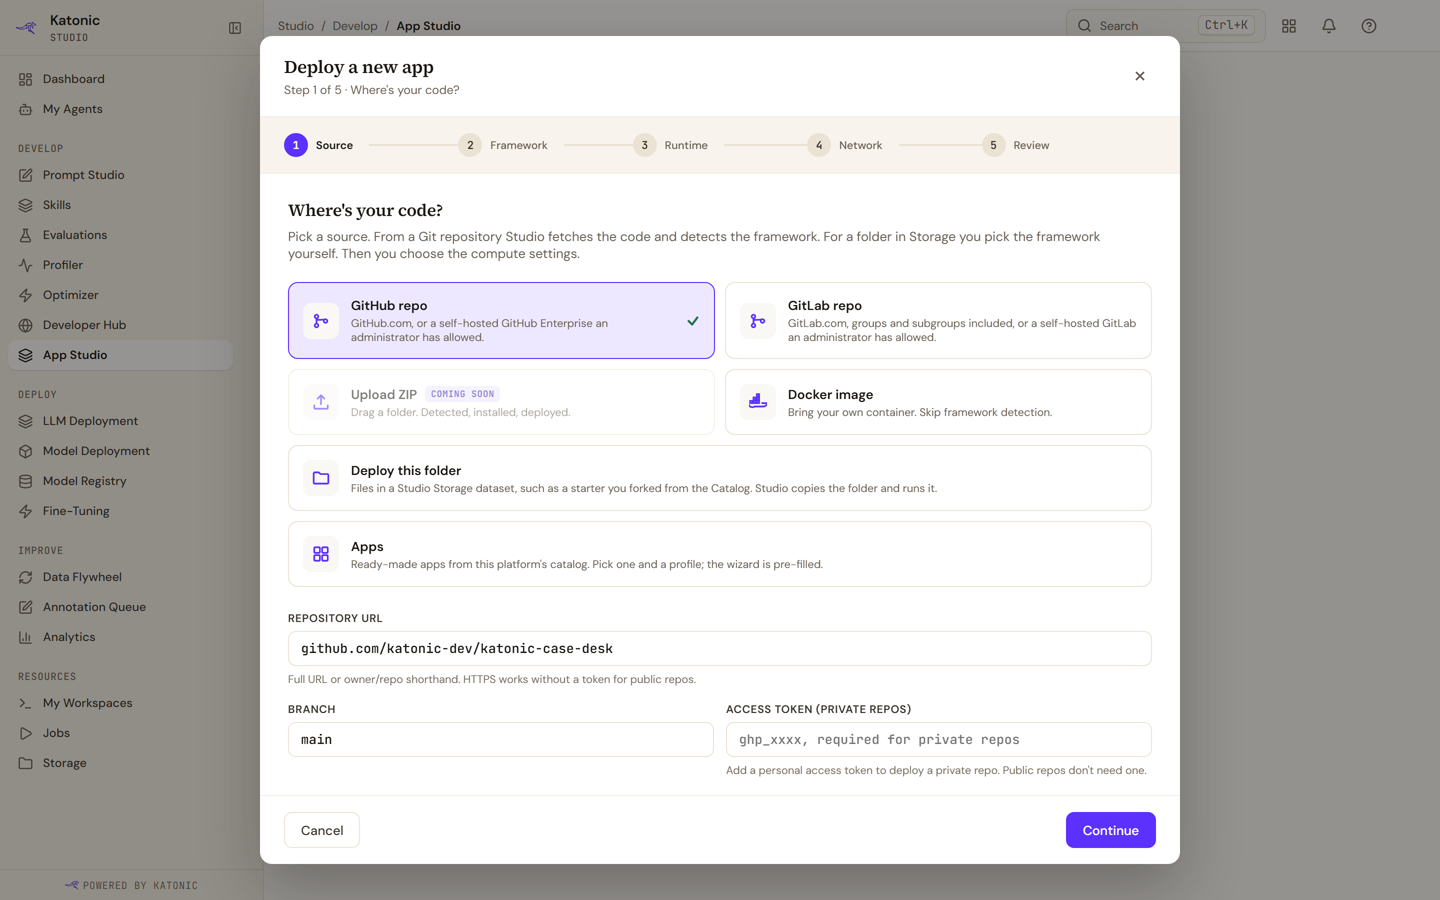 Katonic
STUDIO
Dashboard
My Agents
DEVELOP
Prompt Studio
Skills
Evaluations
Profiler
Optimizer
Developer Hub
App Studio
DEPLOY
LLM Deployment
Model Deployment
Model Registry
Fine-Tuning
IMPROVE
Data Flywheel
Annotation Queue
Analytics
RESOURCES
My Workspaces
Jobs
Storage
POWERED BY KATONIC
Studio / Develop / App Studio
Search Ctrl+K
Deploy a new app
Step 1 of 5 · Where's your code?
1 Source 2 Framework 3 Runtime 4 Network 5 Review
Where's your code?
Pick a source. From a Git repository Studio fetches the code and detects the framework. For a folder in Storage you pick the framework
yourself. Then you choose the compute settings.
GitHub repo
GitHub.com, or a self-hosted GitHub Enterprise an
administrator has allowed.
GitLab repo
GitLab.com, groups and subgroups included, or a self-hosted GitLab
an administrator has allowed.
Upload ZIP COMING SOON
Drag a folder. Detected, installed, deployed.
Docker image
Bring your own container. Skip framework detection.
Deploy this folder
Files in a Studio Storage dataset, such as a starter you forked from the Catalog. Studio copies the folder and runs it.
Apps
Ready-made apps from this platform's catalog. Pick one and a profile; the wizard is pre-filled.
REPOSITORY URL
github.com/katonic-dev/katonic-case-desk
Full URL or owner/repo shorthand. HTTPS works without a token for public repos.
BRANCH
main
ACCESS TOKEN (PRIVATE REPOS)
ghp_xxxx, required for private repos
Add a personal access token to deploy a private repo. Public repos don't need one.
Cancel
Continue